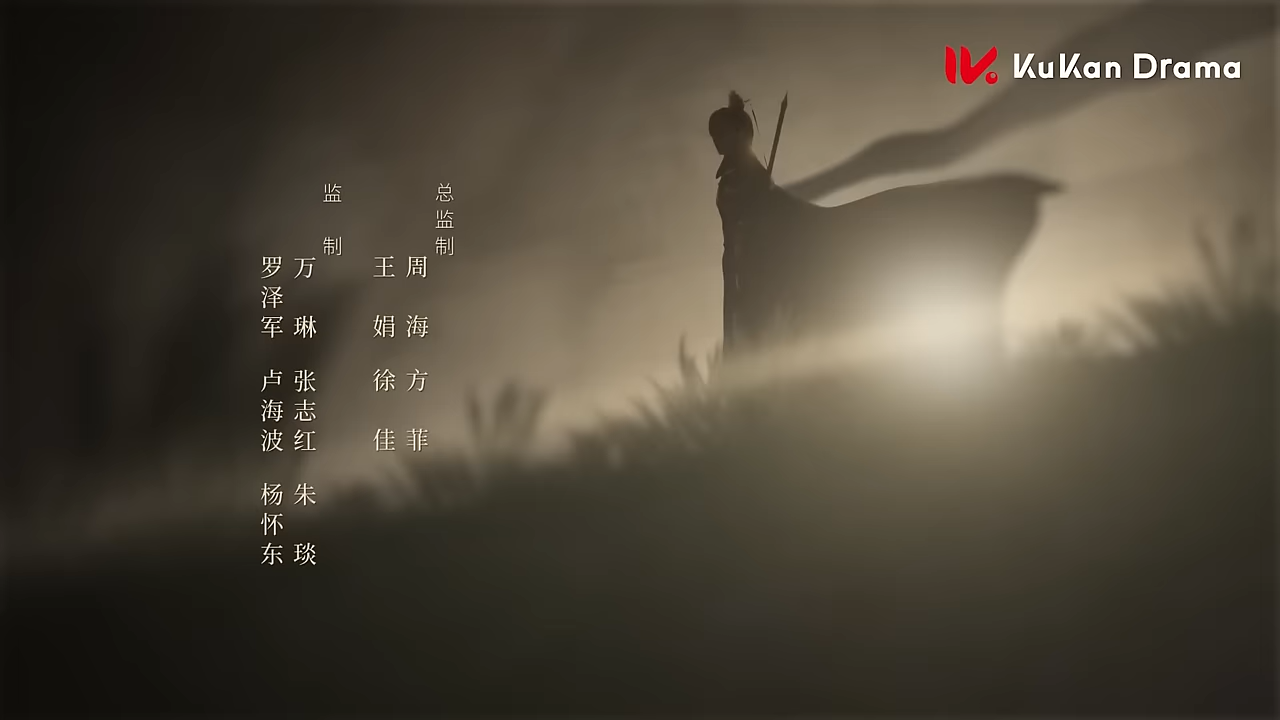 KuKan Drama
总监制
周海 方菲
王娟 徐佳
监制
万琳 张志红 朱琰
罗泽军 卢海波 杨怀东